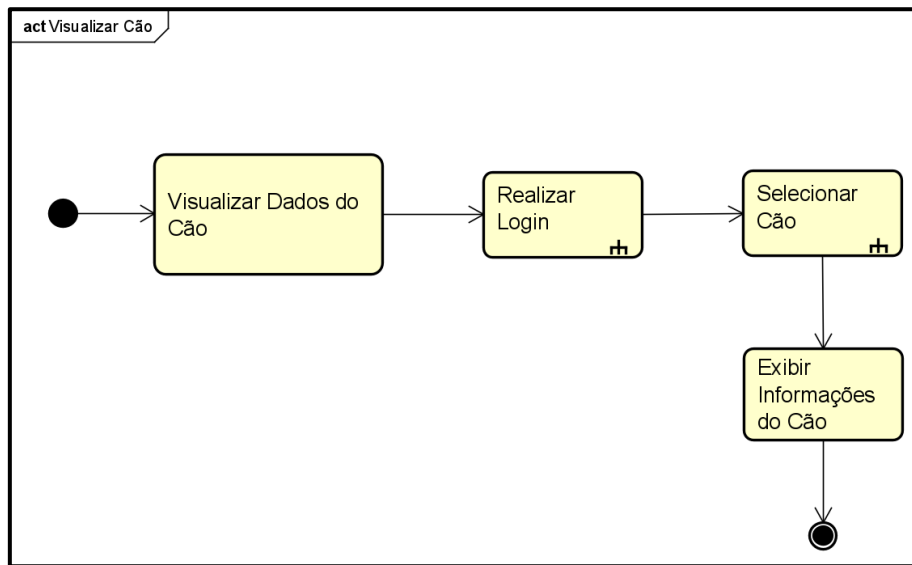 act Visualizar Cão
Visualizar Dados do
Cão
Realizar
Login
Selecionar
Cão
Exibir
Informações
do Cão